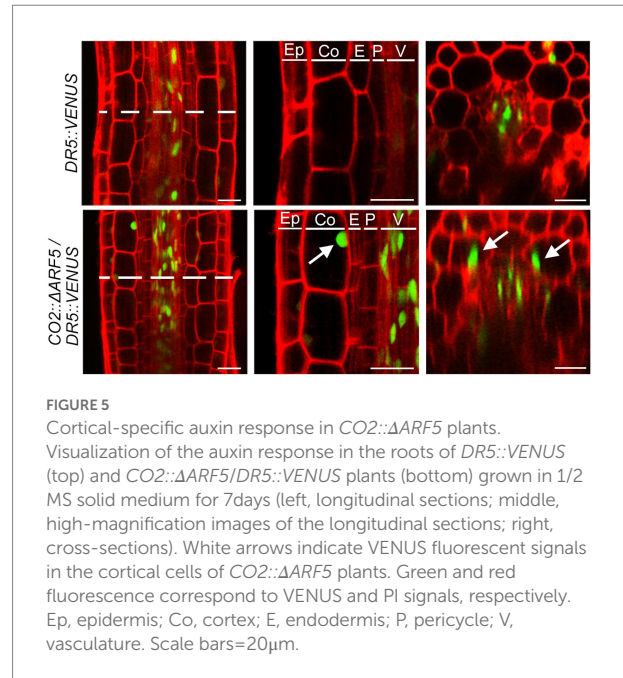 DR5::VENUS
Ep Co E P V
CO2::ΔARF5 /
DR5::VENUS
Ep Co E P V
FIGURE 5
Cortical-specific auxin response in CO2::ΔARF5 plants.
Visualization of the auxin response in the roots of DR5::VENUS
(top) and CO2::ΔARF5/DR5::VENUS plants (bottom) grown in 1/2
MS solid medium for 7days (left, longitudinal sections; middle,
high-magnification images of the longitudinal sections; right,
cross-sections). White arrows indicate VENUS fluorescent signals
in the cortical cells of CO2::ΔARF5 plants. Green and red
fluorescence correspond to VENUS and PI signals, respectively.
Ep, epidermis; Co, cortex; E, endodermis; P, pericycle; V,
vasculature. Scale bars=20μm.